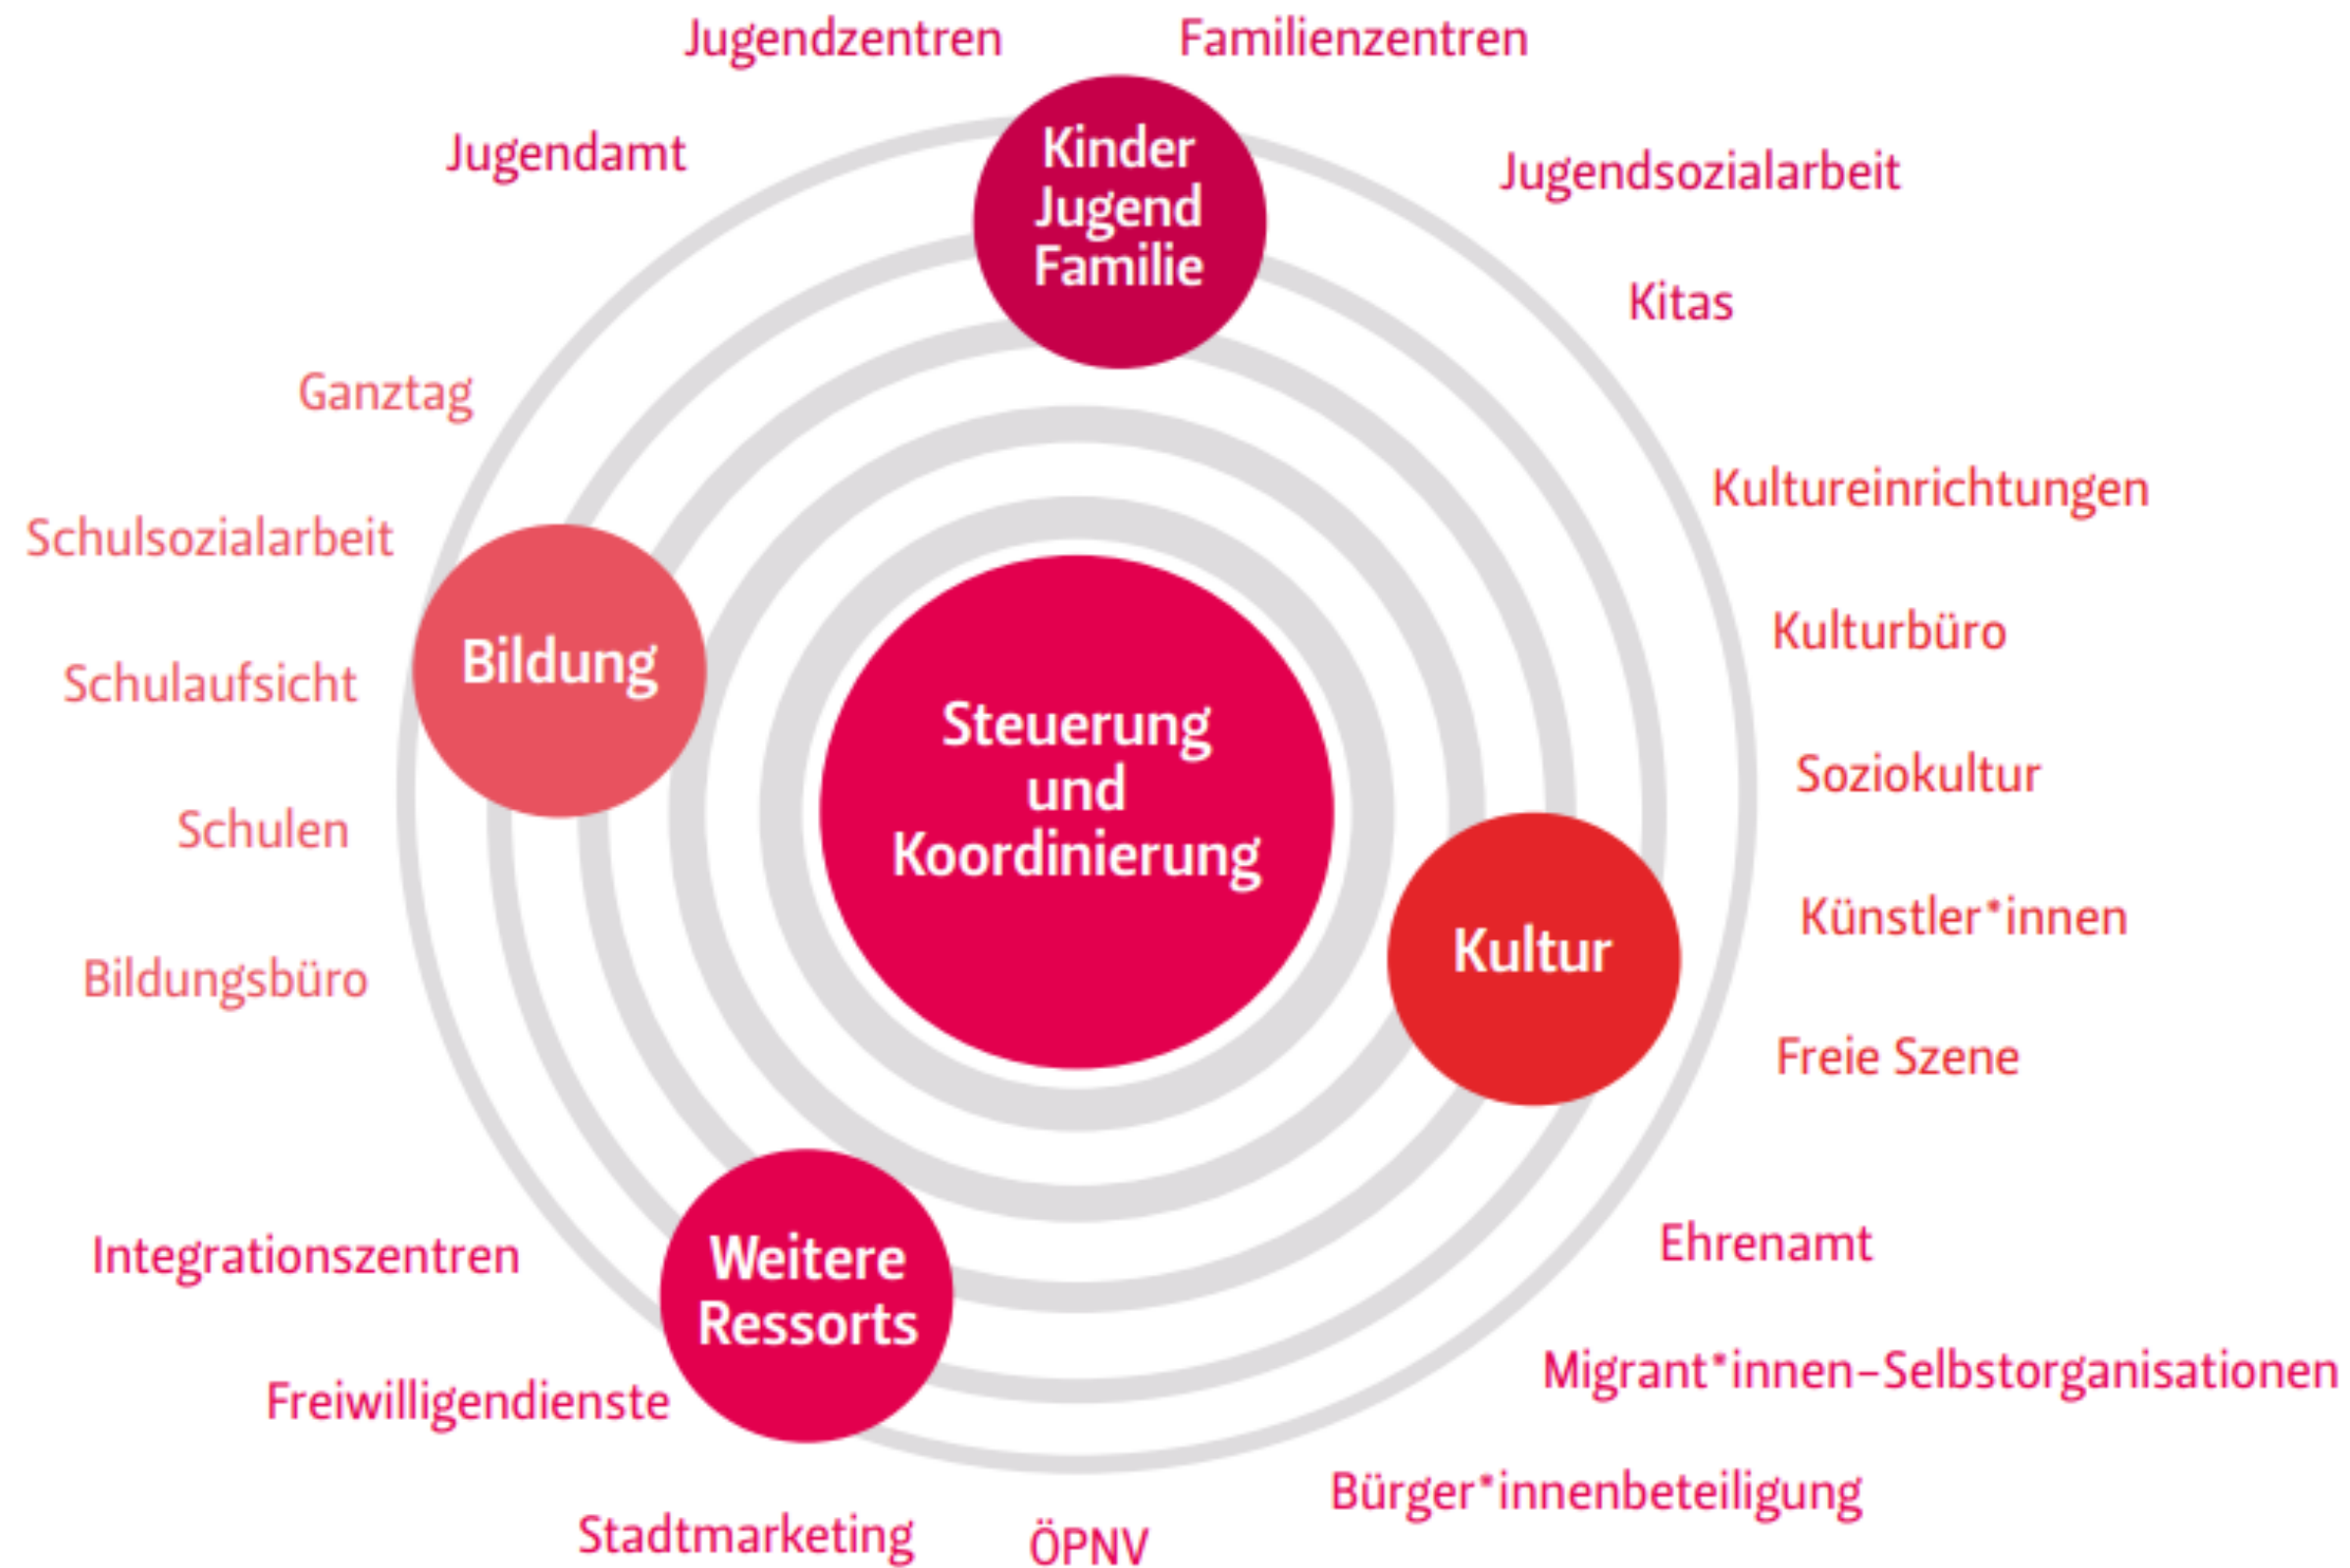 Jugendzentren
Familienzentren
Jugendamt
Kinder
Jugend
Familie
Jugendsozialarbeit
Kitas
Ganztag
Kultureinrichtungen
Schulsozialarbeit
Kulturbüro
Bildung
Schulaufsicht
Steuerung
und
Koordinierung
Soziokultur
Schulen
Künstler*innen
Kultur
Bildungsbüro
Freie Szene
Integrationszentren
Weitere
Ressorts
Ehrenamt
Migrant*innen-Selbstorganisationen
Freiwilligendienste
Bürger*innenbeteiligung
Stadtmarketing
ÖPNV